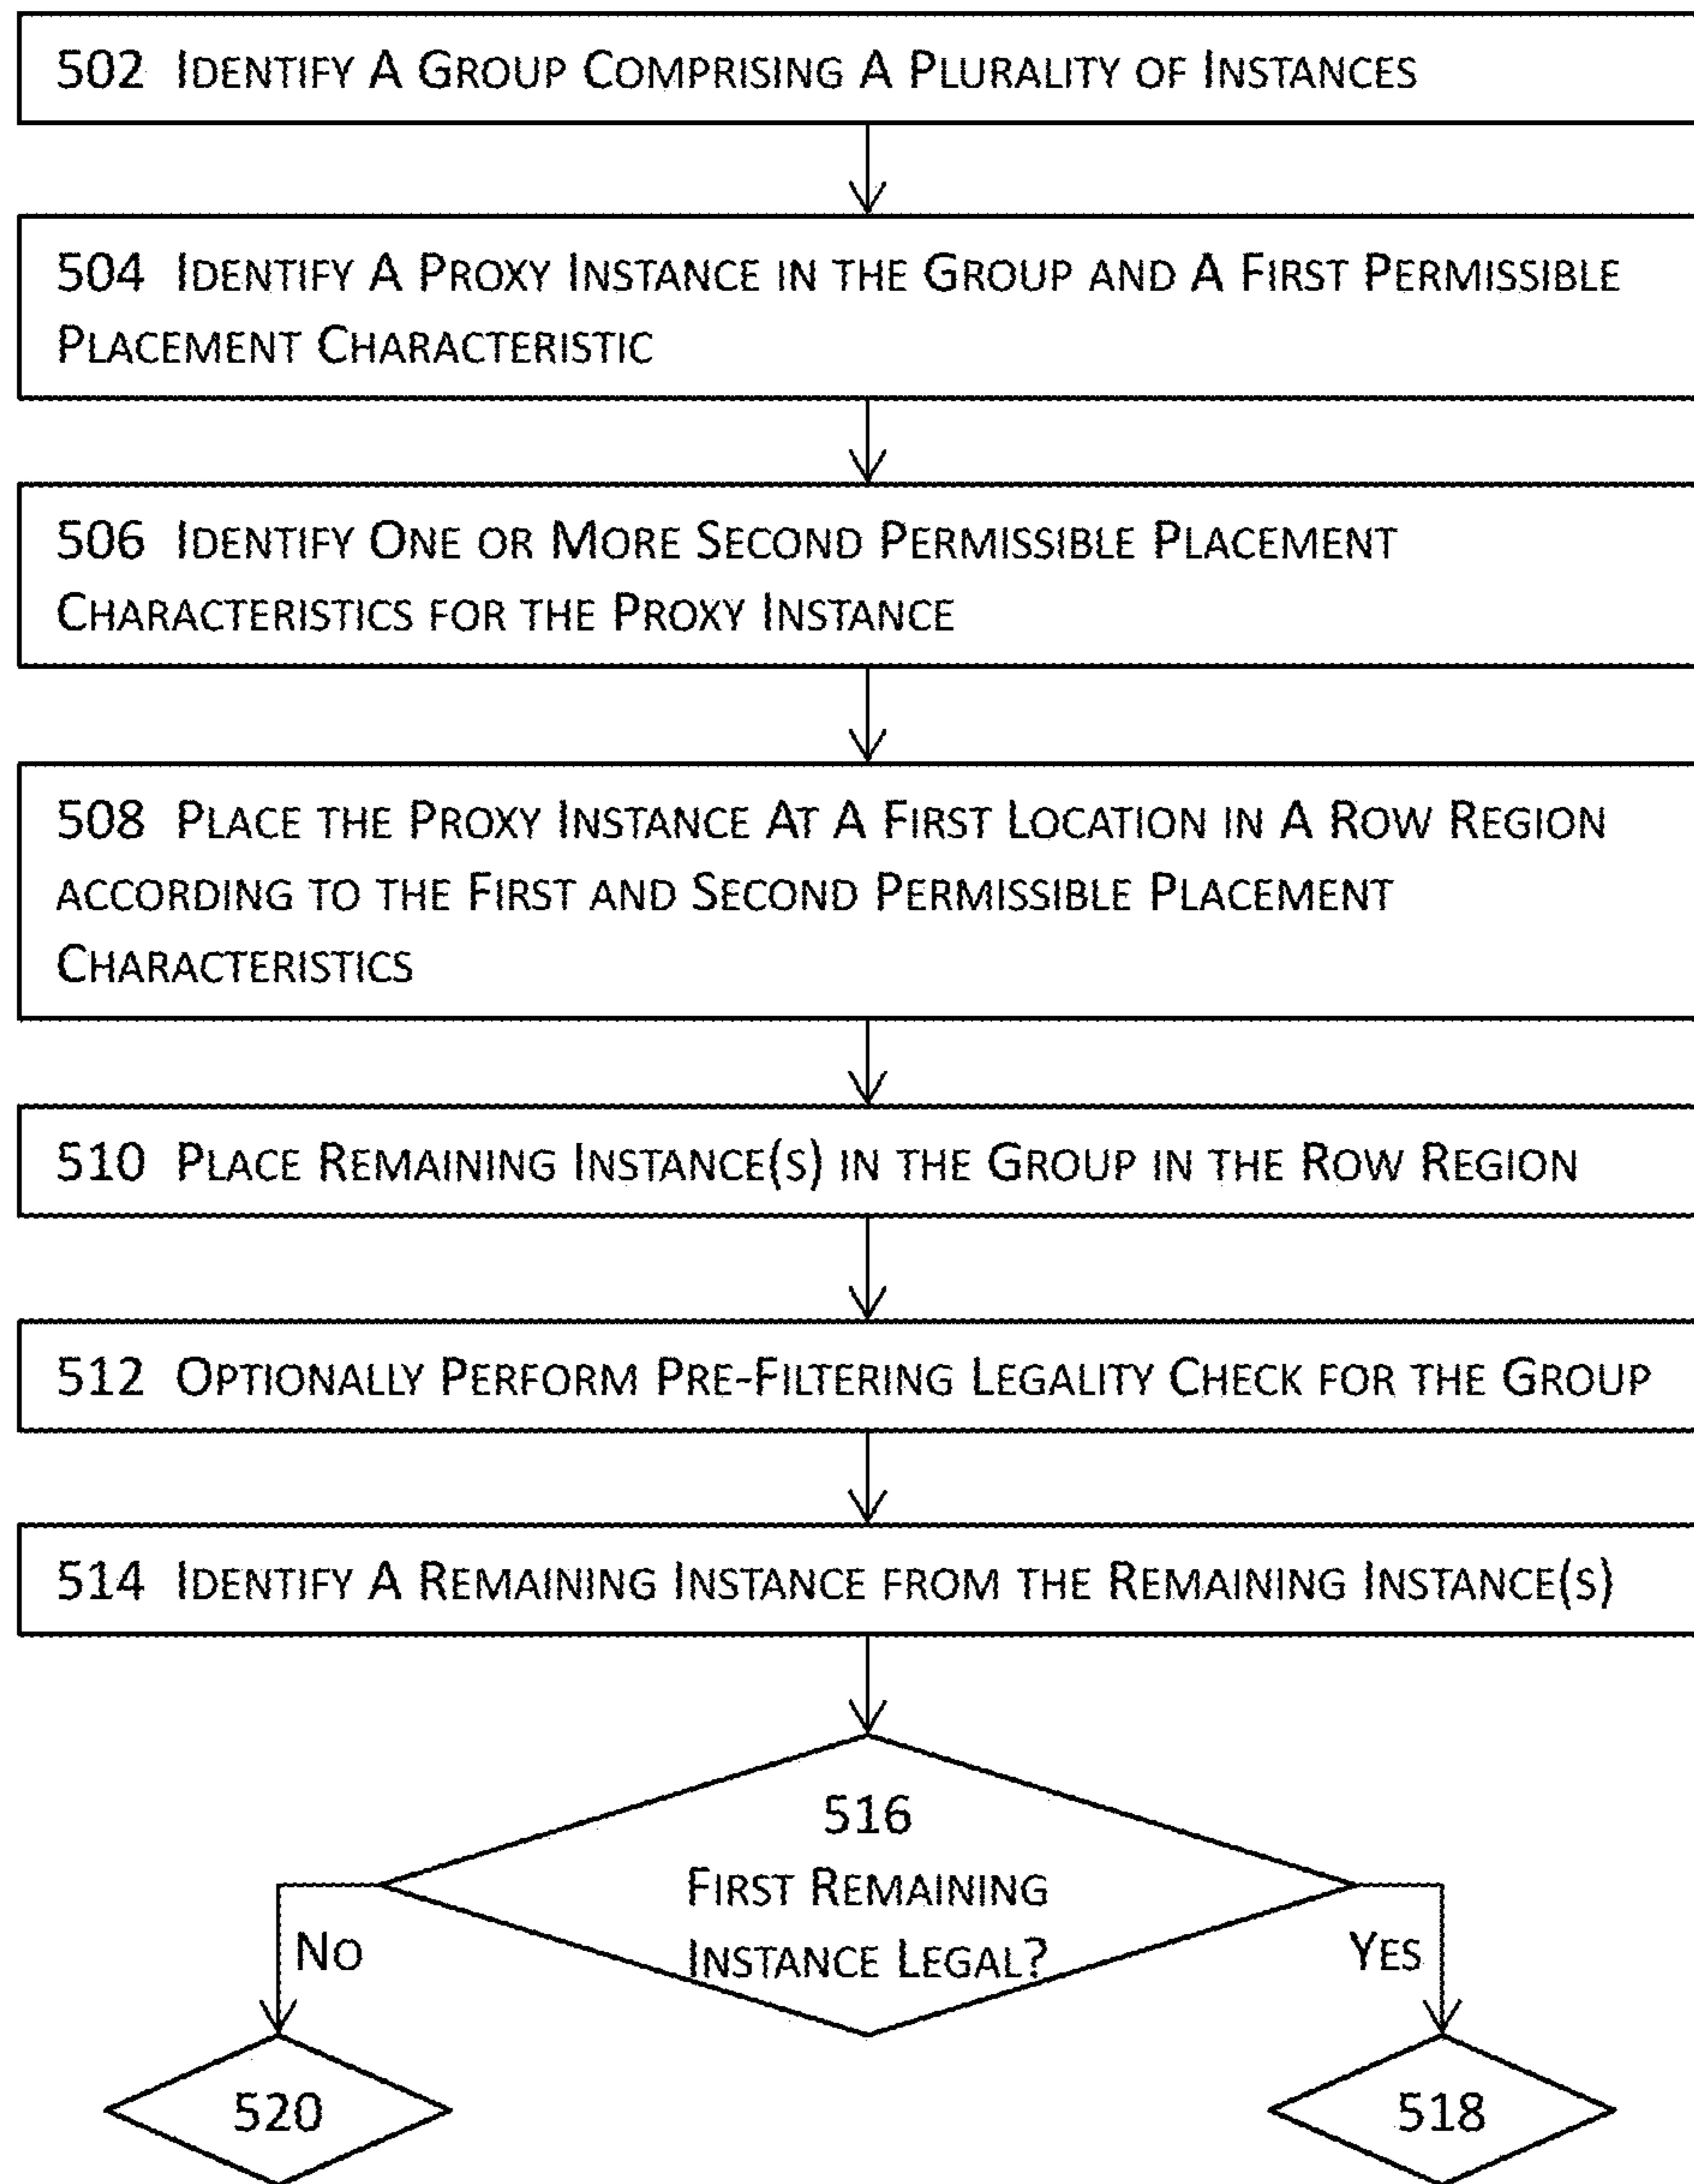 502 IDENTIFY A GROUP COMPRISING A PLURALITY OF INSTANCES
504 IDENTIFY A PROXY INSTANCE IN THE GROUP AND A FIRST PERMISSIBLE
PLACEMENT CHARACTERISTIC
506 IDENTIFY ONE OR MORE SECOND PERMISSIBLE PLACEMENT
CHARACTERISTICS FOR THE PROXY INSTANCE
508 PLACE THE PROXY INSTANCE AT A FIRST LOCATION IN A ROW REGION
ACCORDING TO THE FIRST AND SECOND PERMISSIBLE PLACEMENT
CHARACTERISTICS
510 PLACE REMAINING INSTANCE(S) IN THE GROUP IN THE ROW REGION
512 OPTIONALLY PERFORM PRE-FILTERING LEGALITY CHECK FOR THE GROUP
514 IDENTIFY A REMAINING INSTANCE FROM THE REMAINING INSTANCE(S)
516
FIRST REMAINING
INSTANCE LEGAL?
NO
YES
520
518